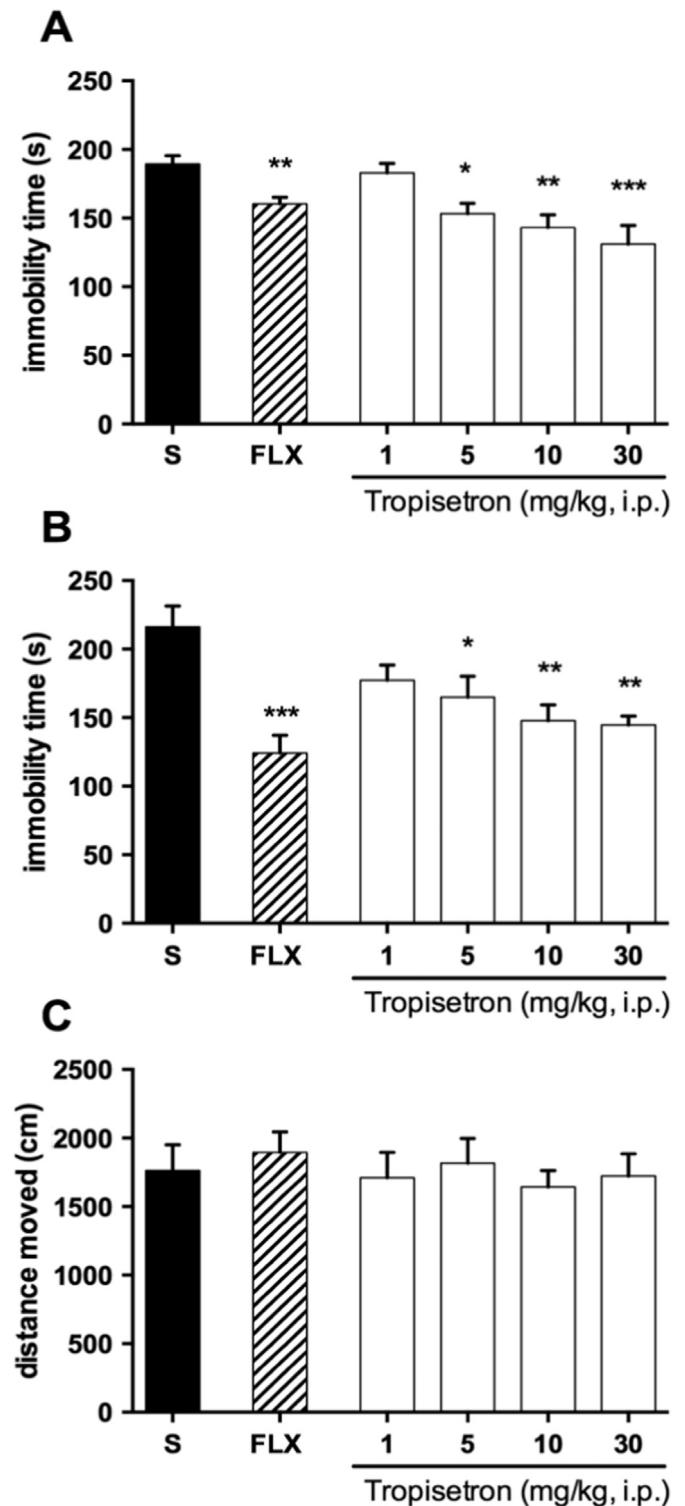 A
immobility time (s)
250
200
150
100
50
0
**
*
**
***
S FLX 1 5 10 30
Tropisetron (mg/kg, i.p.)
B
immobility time (s)
250
200
150
100
50
0
***
*
**
**
S FLX 1 5 10 30
Tropisetron (mg/kg, i.p.)
C
distance moved (cm)
2500
2000
1500
1000
500
0
S FLX 1 5 10 30
Tropisetron (mg/kg, i.p.)